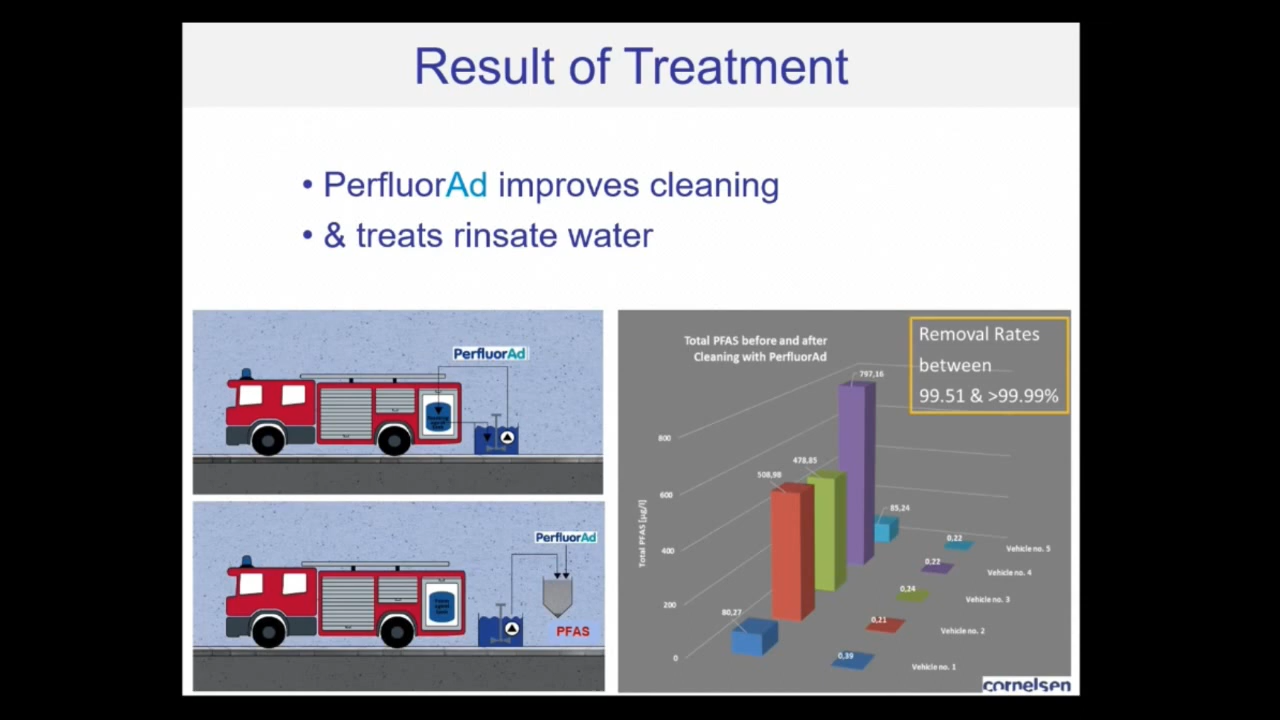 Result of Treatment
• PerfluorAd improves cleaning
• & treats rinsate water
PerfluorAd
PerfluorAd
PFAS
Total PFAS before and after
Cleaning with PerfluorAd
Removal Rates
between
99.51 & >99.99%
Total PFAS [µg/l]
800
600
400
200
0
80,27
508,98
478,85
797,16
85,24
0,39
0,21
0,24
0,22
0,22
Vehicle no. 5
Vehicle no. 4
Vehicle no. 3
Vehicle no. 2
Vehicle no. 1
cornelsen